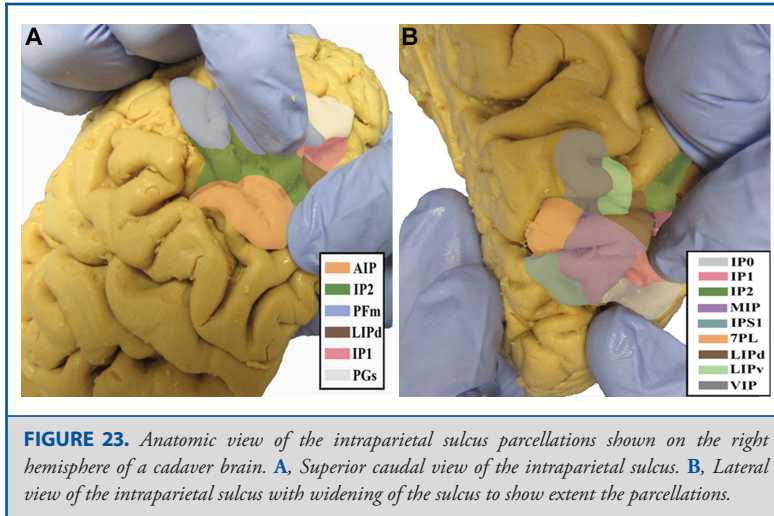 A
B
AIP
IP2
PFm
LIPd
IP1
PGs
IP0
IP1
IP2
MIP
IPS1
7PL
LIPd
LIPv
VIP
FIGURE 23. Anatomic view of the intraparietal sulcus parcellations shown on the right
hemisphere of a cadaver brain. A, Superior caudal view of the intraparietal sulcus. B, Lateral
view of the intraparietal sulcus with widening of the sulcus to show extent the parcellations.